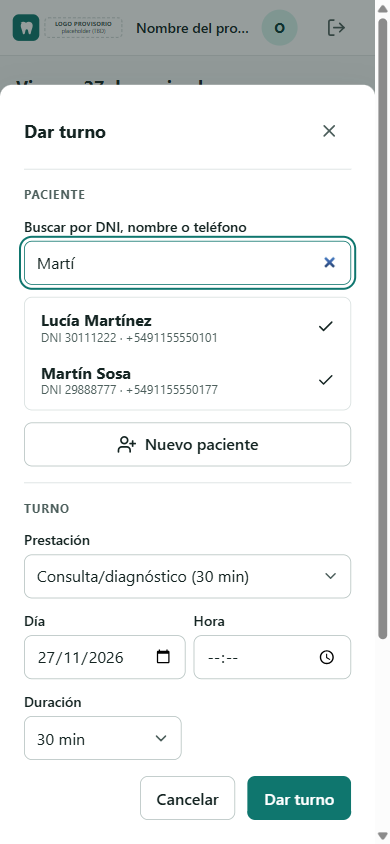 LOGO PROVISORIO
placeholder (TBD)
Nombre del pro...
O
Dar turno
PACIENTE
Buscar por DNI, nombre o teléfono
Martí
Lucía Martínez
DNI 30111222 · +5491155550101
Martín Sosa
DNI 29888777 · +5491155550177
Nuevo paciente
TURNO
Prestación
Consulta/diagnóstico (30 min)
Día
Hora
27/11/2026
--:--
Duración
30 min
Cancelar
Dar turno